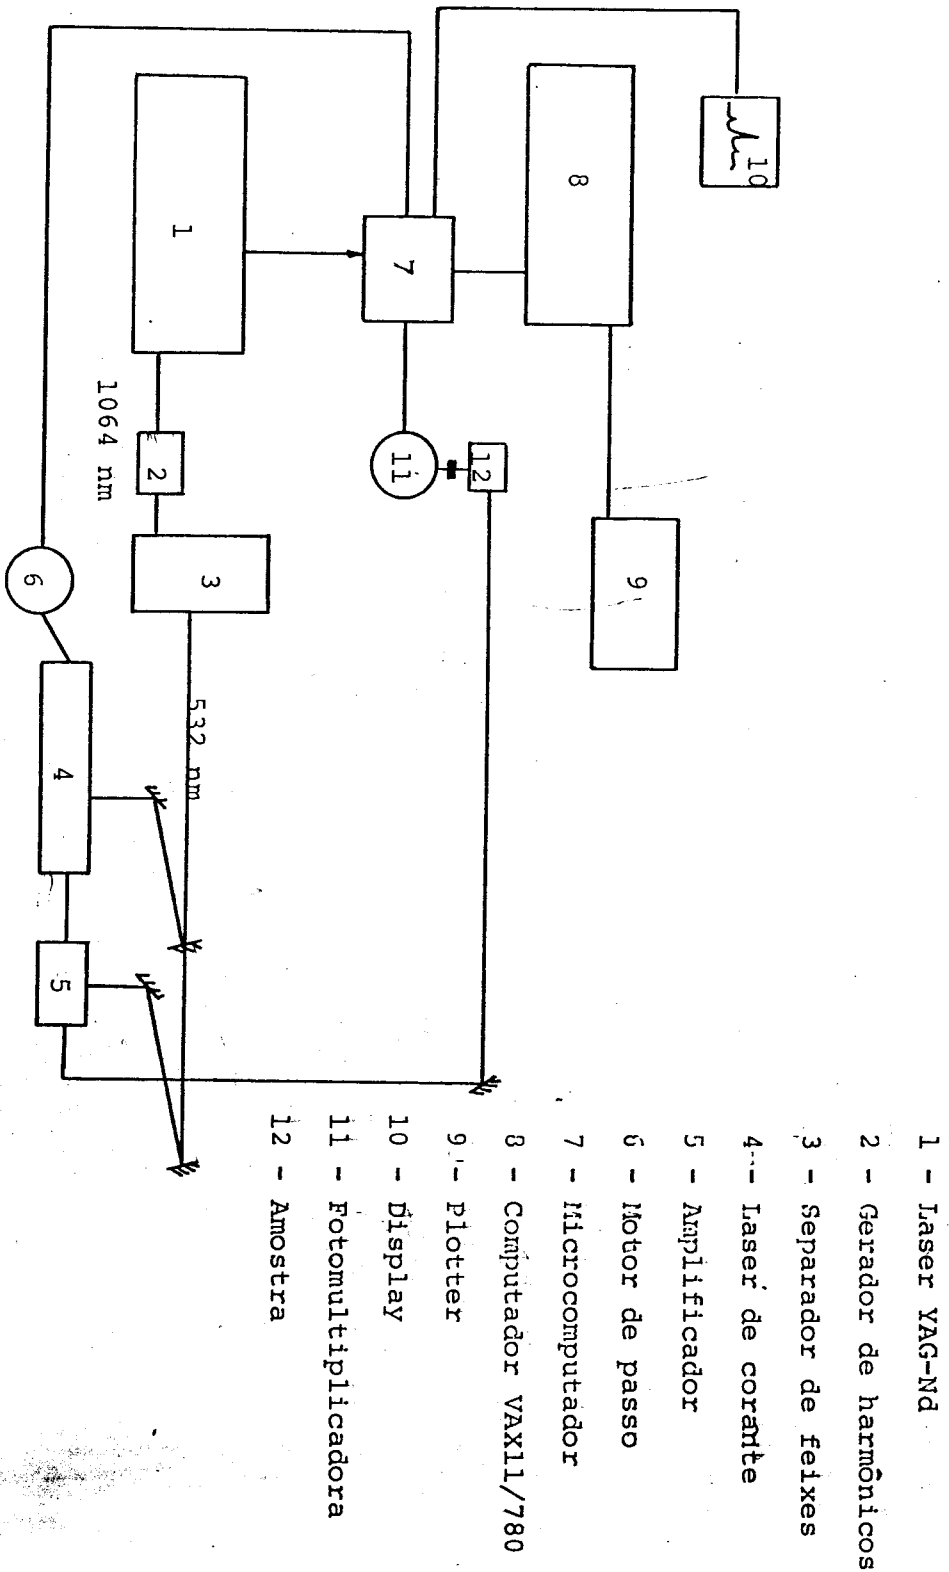 1
2
3
4
5
6
7
8
9
10
11
12
1064 nm
532 nm
1 - Laser YAG-Nd
2 - Gerador de harmônicos
3 - Separador de feixes
4 - Laser de corante
5 - Amplificador
6 - Motor de passo
7 - Microcomputador
8 - Computador VAX11/780
9 - Plotter
10 - Display
11 - Fotomultiplicadora
12 - Amostra